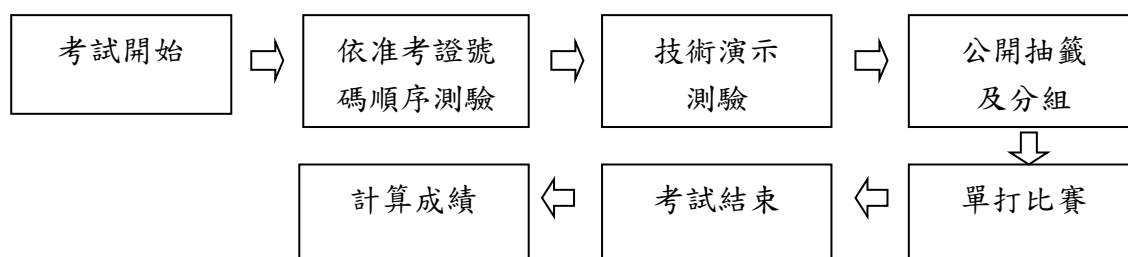 考試開始
依准考證號
碼順序測驗
技術演示
測驗
公開抽籤
及分組
單打比賽
考試結束
計算成績